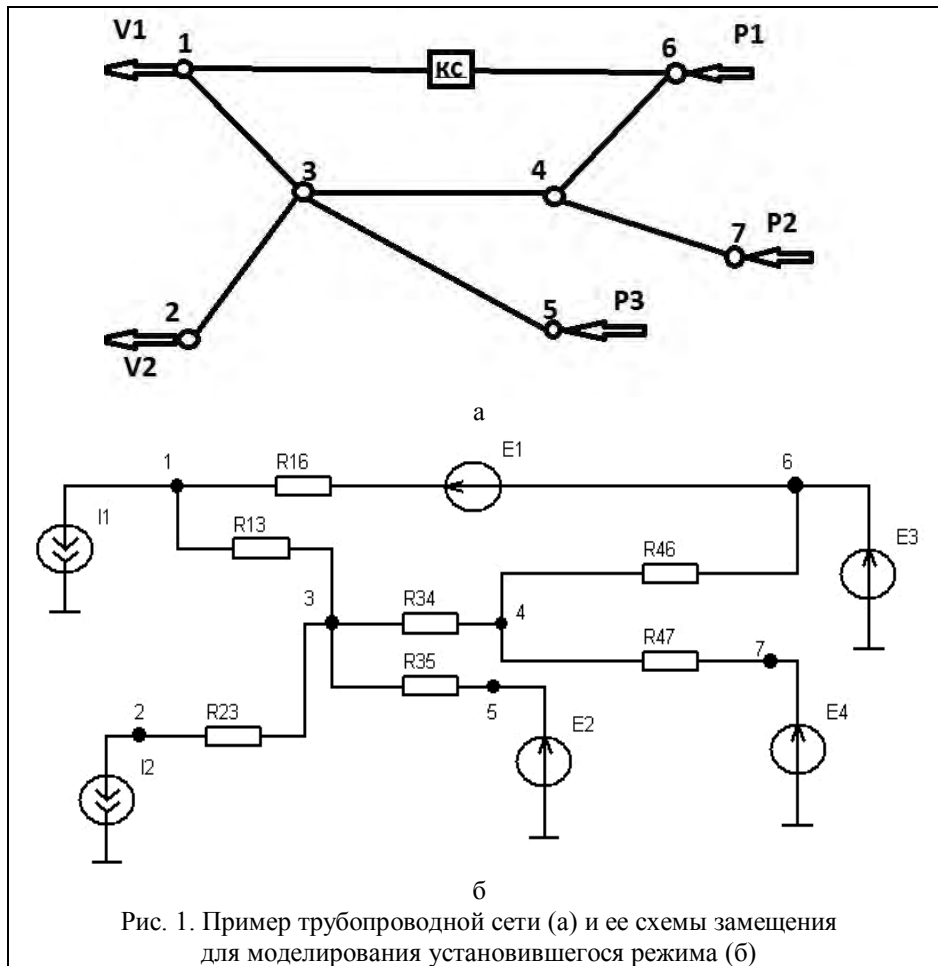 V1 1 КС 6 P1
3 4
7 P2
2 5 P3
V2
а
1 R16 E1 6
I1 R13 R46 E3
3 R34 4
R35 R47 7
2 R23 5 E2 E4
I2
б
Рис. 1. Пример трубопроводной сети (а) и ее схемы замещения
для моделирования установившегося режима (б)